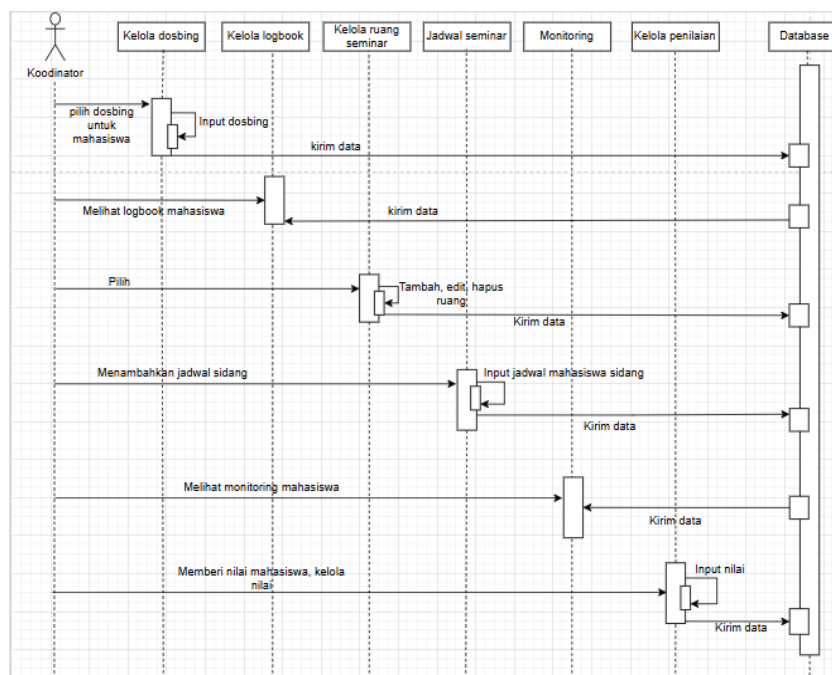 Kelola dosbing
Kelola logbook
Kelola ruang
seminar
Jadwal seminar
Monitoring
Kelola penilaian
Database
Koodinator
pilih dosbing
untuk
mahasiswa
Input dosbing
kirim data
Melihat logbook mahasiswa
kirim data
Pilih
Tambah, edit, hapus
ruang
Kirim data
Menambahkan jadwal sidang
Input jadwal mahasiswa sidang
Kirim data
Melihat monitoring mahasiswa
Kirim data
Memberi nilai mahasiswa, kelola
nilai
Input nilai
Kirim data